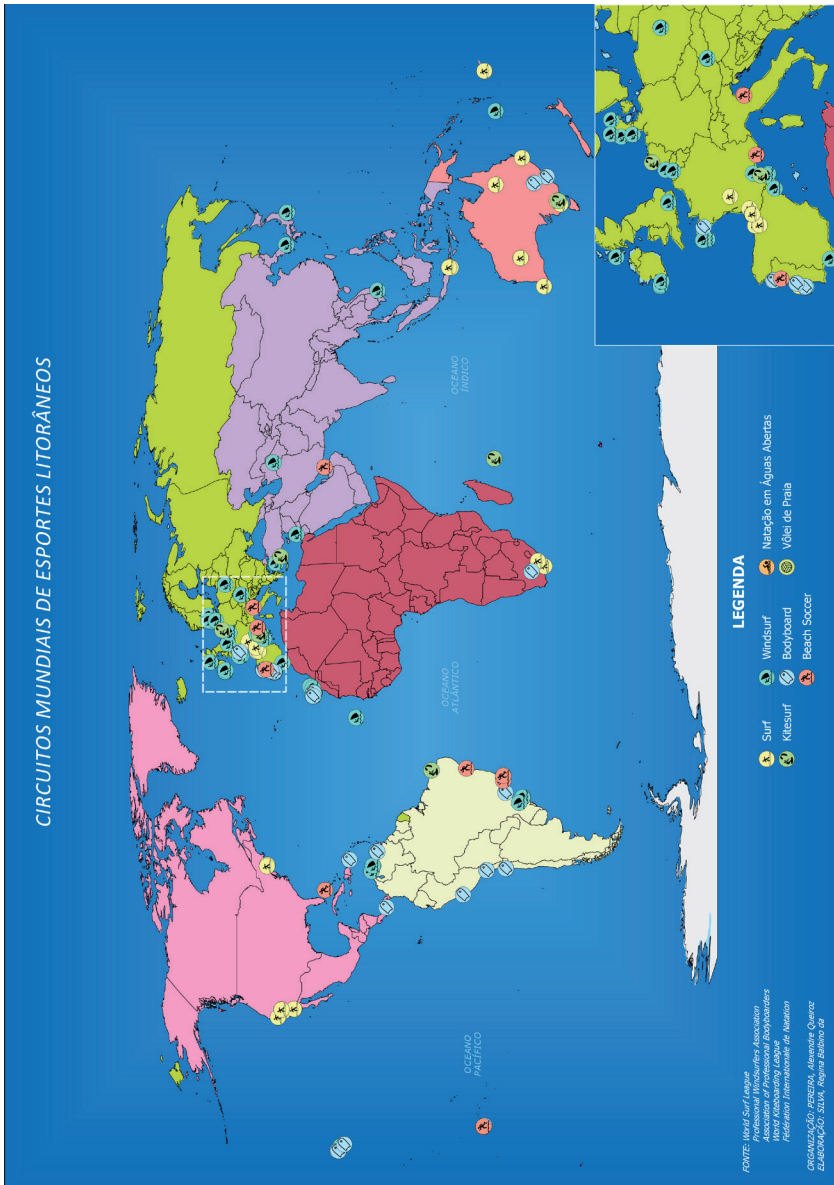 CIRCUITOS MUNDIAIS DE ESPORTES LITORÂNEOS
OCEANO
PACÍFICO
OCEANO
ATLÂNTICO
OCEANO
ÍNDICO
LEGENDA
Surf
Kitesurf
Windsurf
Bodyboard
Beach Soccer
Natação em Águas Abertas
Vôlei de Praia
FONTE: World Surf League
Professional Windsurfers Association
Association of Professional Bodyboarders
World Kiteboarding League
Fédération Internationale de Natation
ORGANIZAÇÃO: PEREIRA, Alexendre Queiroz
ELABORAÇÃO: SILVA, Regina Balbino da